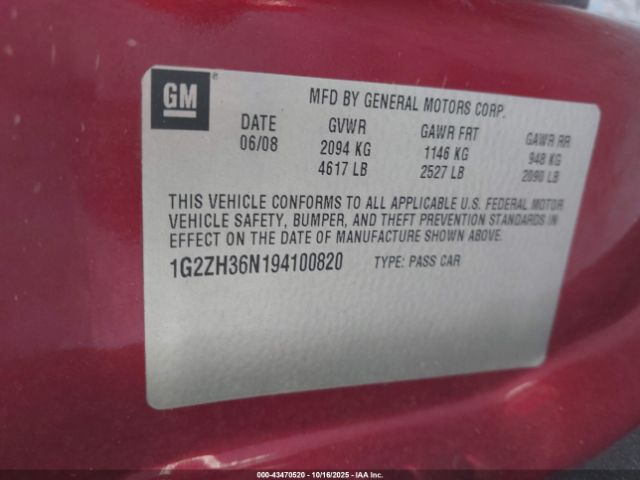 GM
MFD BY GENERAL MOTORS CORP.
DATE GVWR GAWR FRT GAWR RR
06/08 2094 KG 1146 KG 948 KG
4617 LB 2527 LB 2090 LB
THIS VEHICLE CONFORMS TO ALL APPLICABLE U.S. FEDERAL MOTOR
VEHICLE SAFETY, BUMPER, AND THEFT PREVENTION STANDARDS IN
EFFECT ON THE DATE OF MANUFACTURE SHOWN ABOVE.
1G2ZH36N194100820 TYPE: PASS CAR
000-43470520 | 10/16/2025 | IAA Inc.